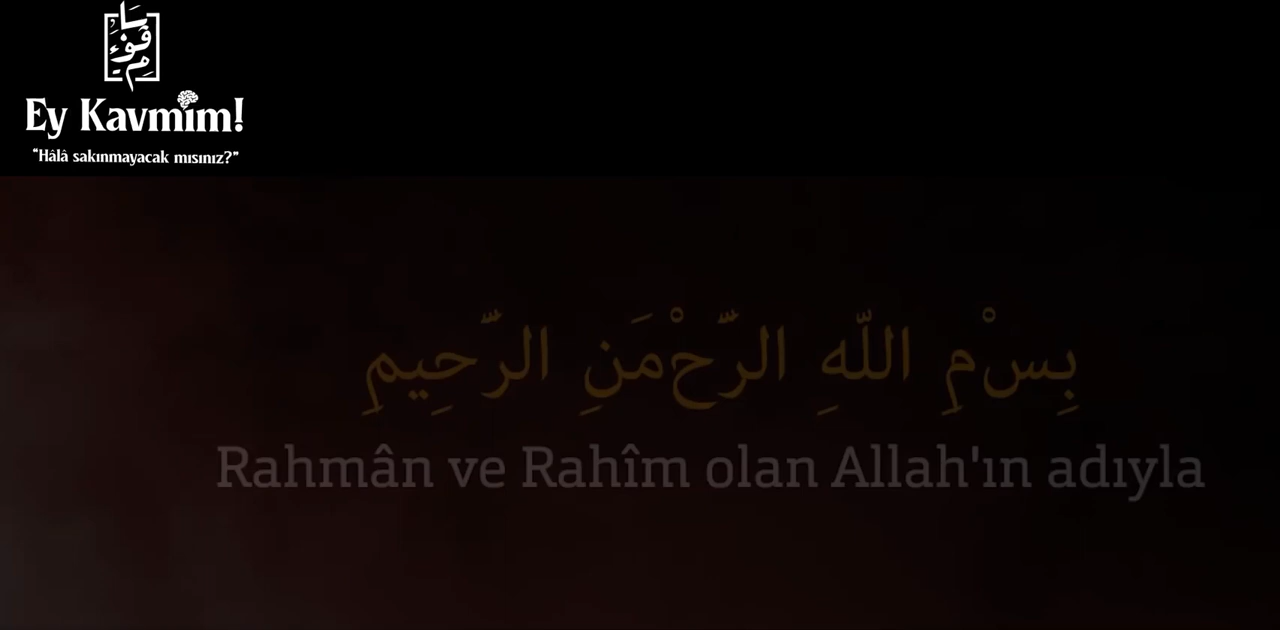 يَا قَوْمِ
Ey Kavmim!
“Hâlâ sakınmayacak mısınız?”
بِسْمِ اللّٰهِ الرَّحْمَنِ الرَّحِيمِ
Rahmân ve Rahîm olan Allah'ın adıyla